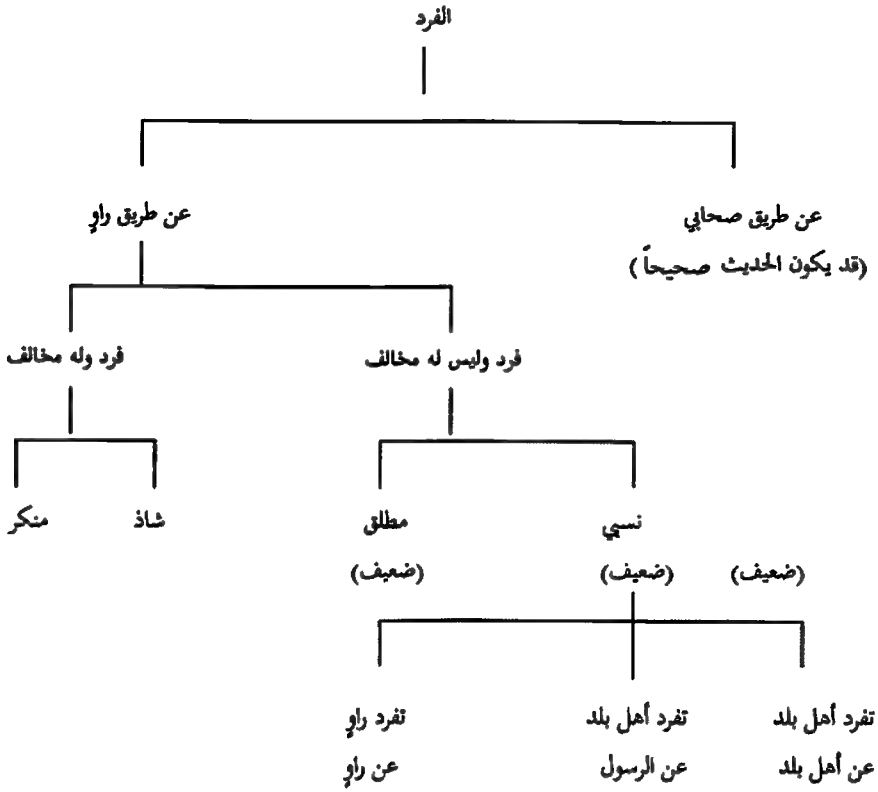 الفرد
عن طريق صحابي
عن طريق راوٍ
(قد يكون الحديث صحيحاً)
فرد وليس له مخالف
فرد وله مخالف
نسبي
مطلق
شاذ
منكر
(ضعيف)
(ضعيف)
(ضعيف)
تفرد أهل بلد
تفرد أهل بلد
تفرد راوٍ
عن أهل بلد
عن الرسول
عن راوٍ